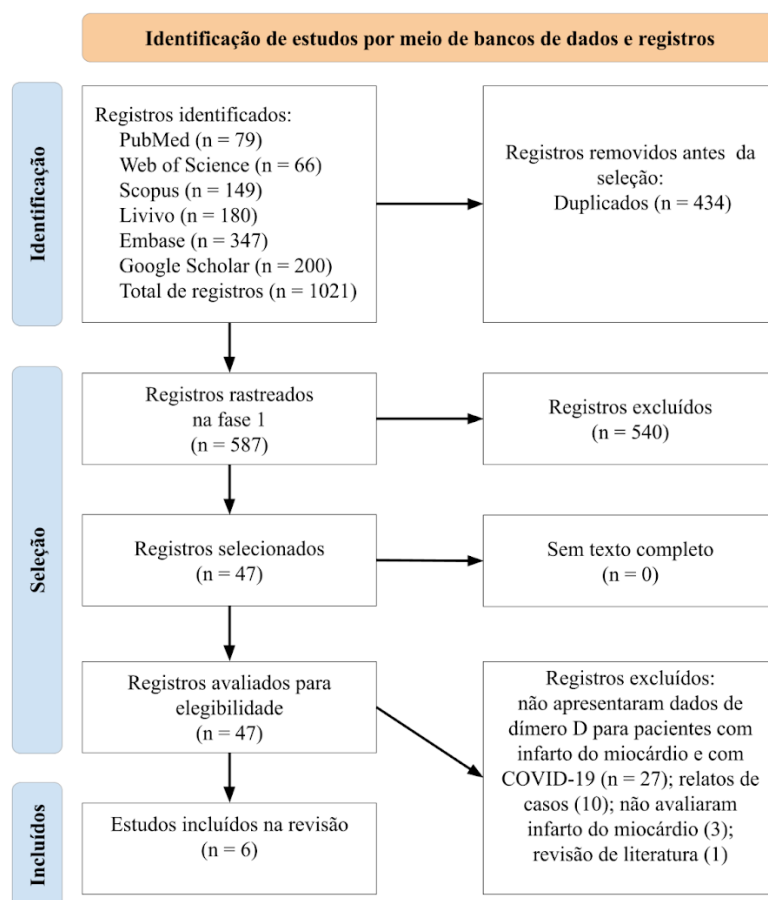 Identificação de estudos por meio de bancos de dados e registros
Identificação
Registros identificados:
PubMed (n = 79)
Web of Science (n = 66)
Scopus (n = 149)
Livivo (n = 180)
Embase (n = 347)
Google Scholar (n = 200)
Total de registros (n = 1021)
Registros removidos antes da
seleção:
Duplicados (n = 434)
Seleção
Registros rastreados
na fase 1
(n = 587)
Registros excluídos
(n = 540)
Registros selecionados
(n = 47)
Sem texto completo
(n = 0)
Registros avaliados para
elegibilidade
(n = 47)
Registros excluídos:
não apresentaram dados de
dímero D para pacientes com
infarto do miocárdio e com
COVID-19 (n = 27); relatos de
casos (10); não avaliaram
infarto do miocárdio (3);
revisão de literatura (1)
Incluídos
Estudos incluídos na revisão
(n = 6)